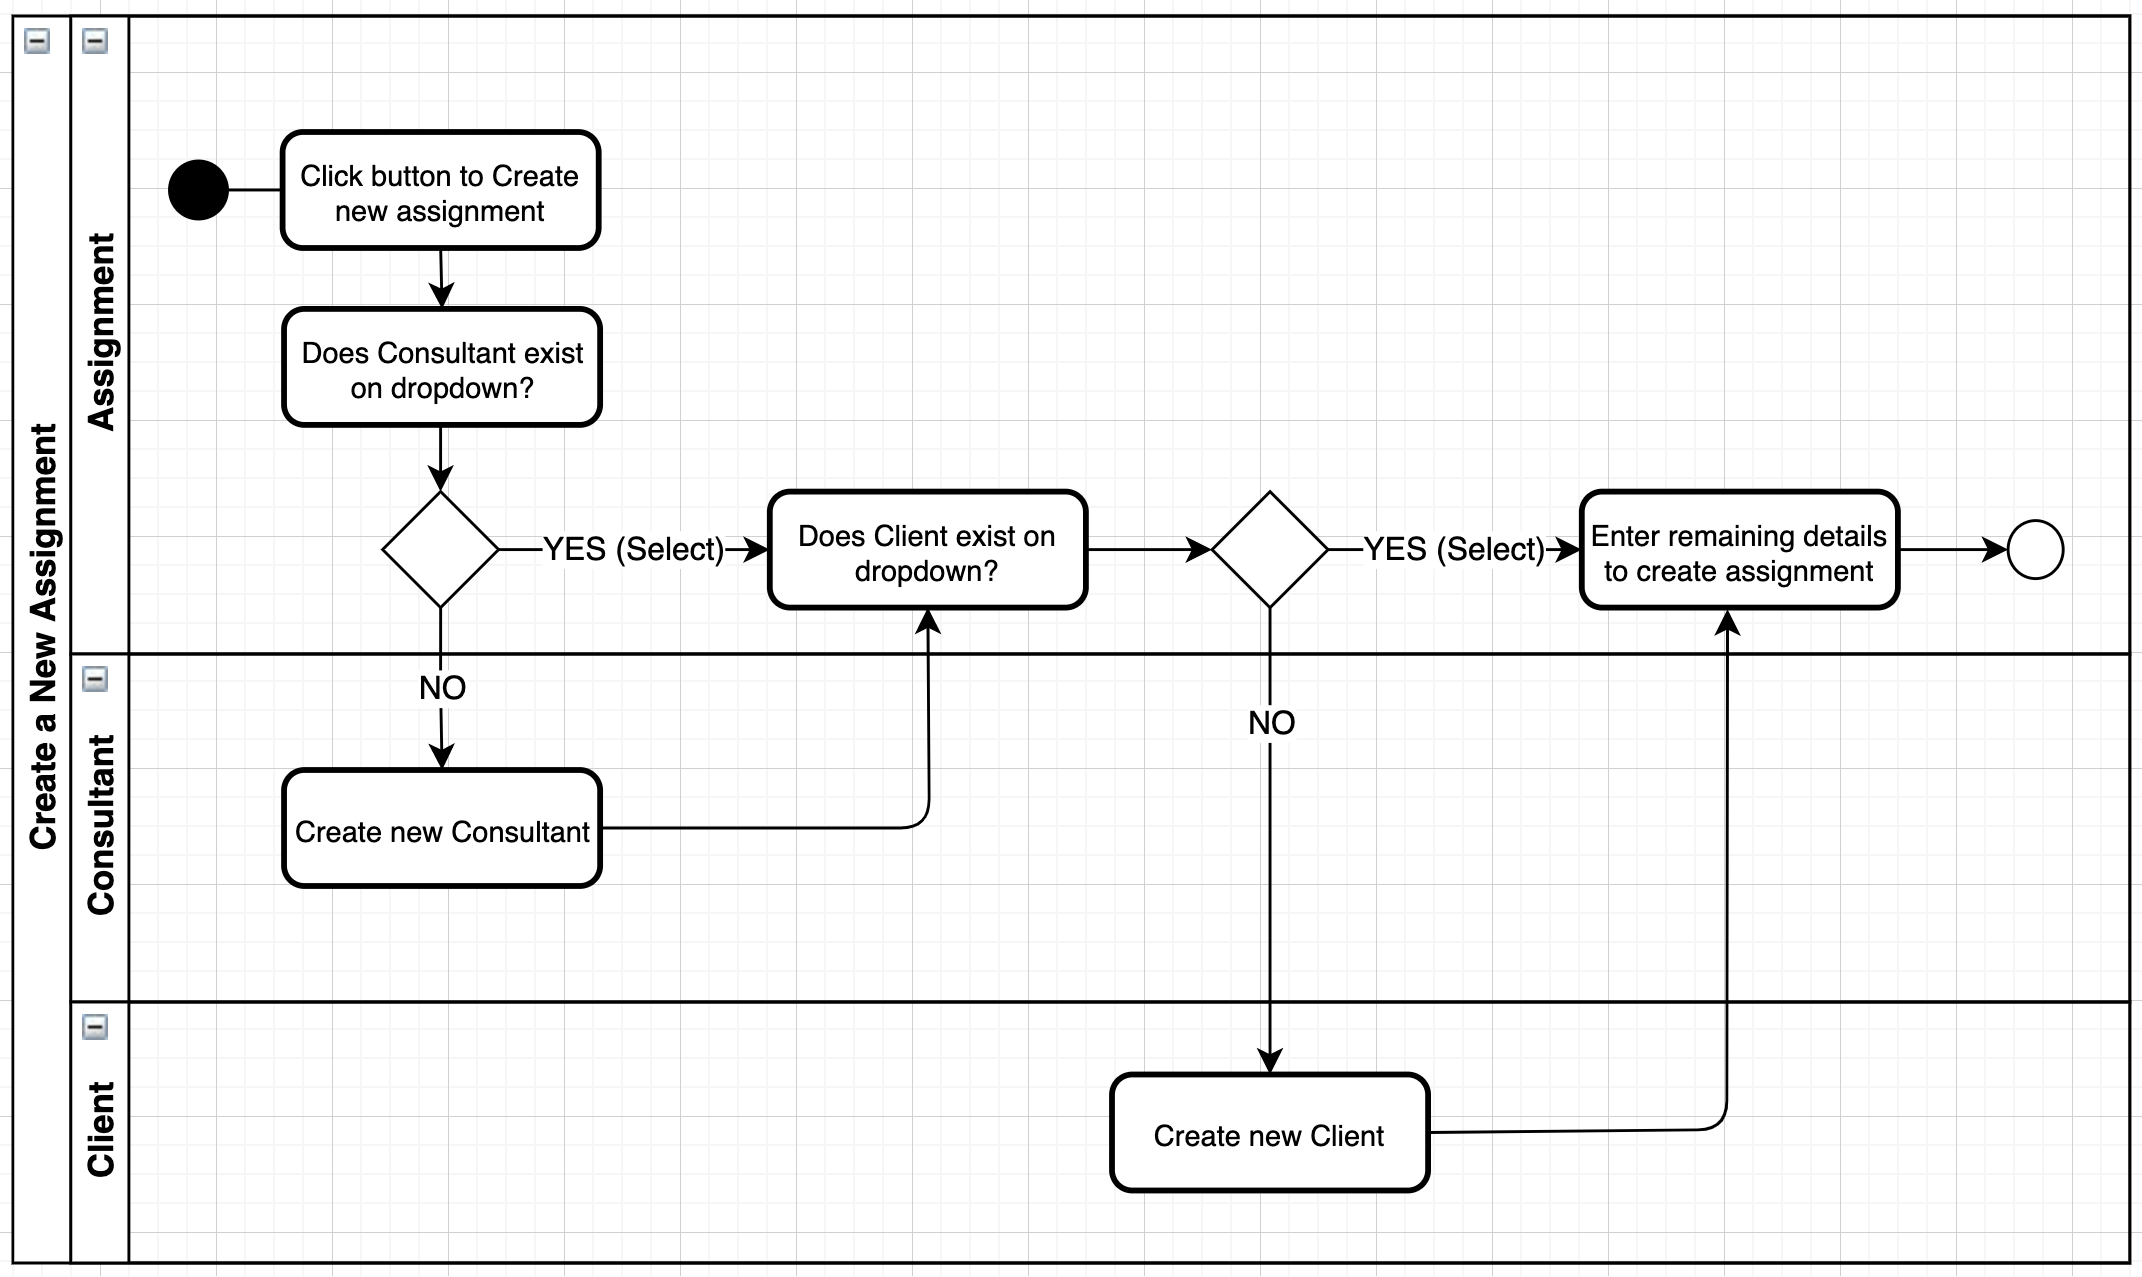 Create a New Assignment
Assignment
Click button to Create
new assignment
Does Consultant exist
on dropdown?
YES (Select)
Does Client exist on
dropdown?
YES (Select)
Enter remaining details
to create assignment
Consultant
NO
NO
Create new Consultant
Client
Create new Client